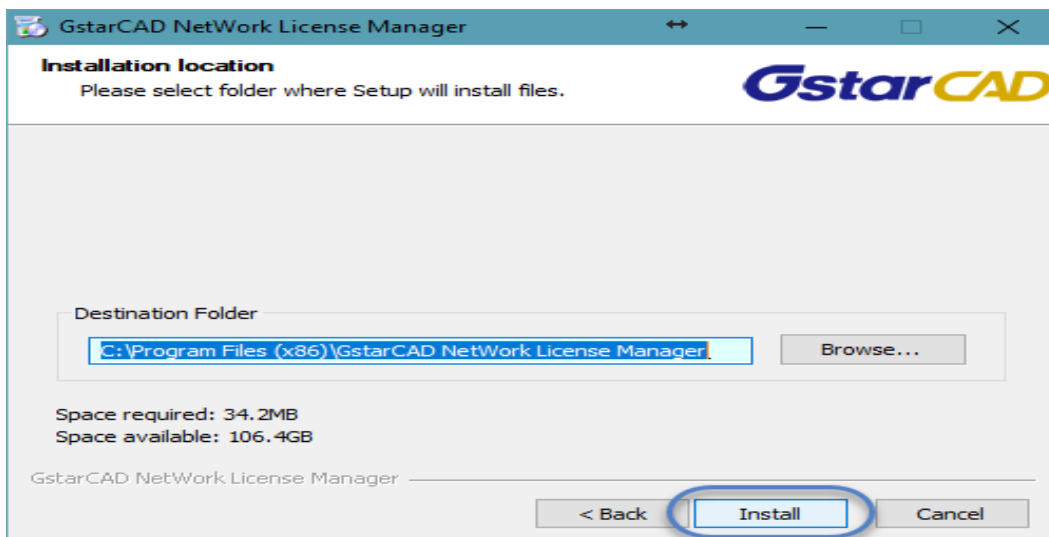 GstarCAD NetWork License Manager
Installation location
Please select folder where Setup will install files.
GstarCAD
Destination Folder
C:\Program Files (x86)\GstarCAD NetWork License Manager
Browse...
Space required: 34.2MB
Space available: 106.4GB
GstarCAD NetWork License Manager
< Back Install Cancel